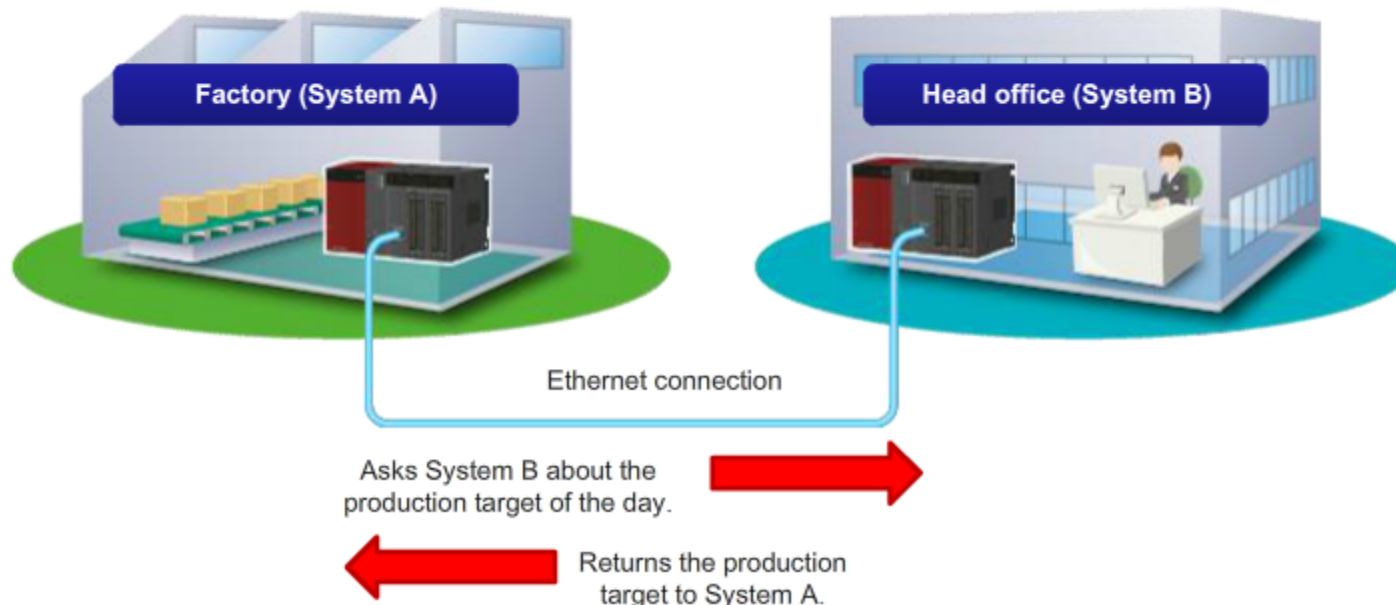 Factory (System A)
Head office (System B)
Ethernet connection
Asks System B about the
production target of the day.
Returns the production
target to System A.